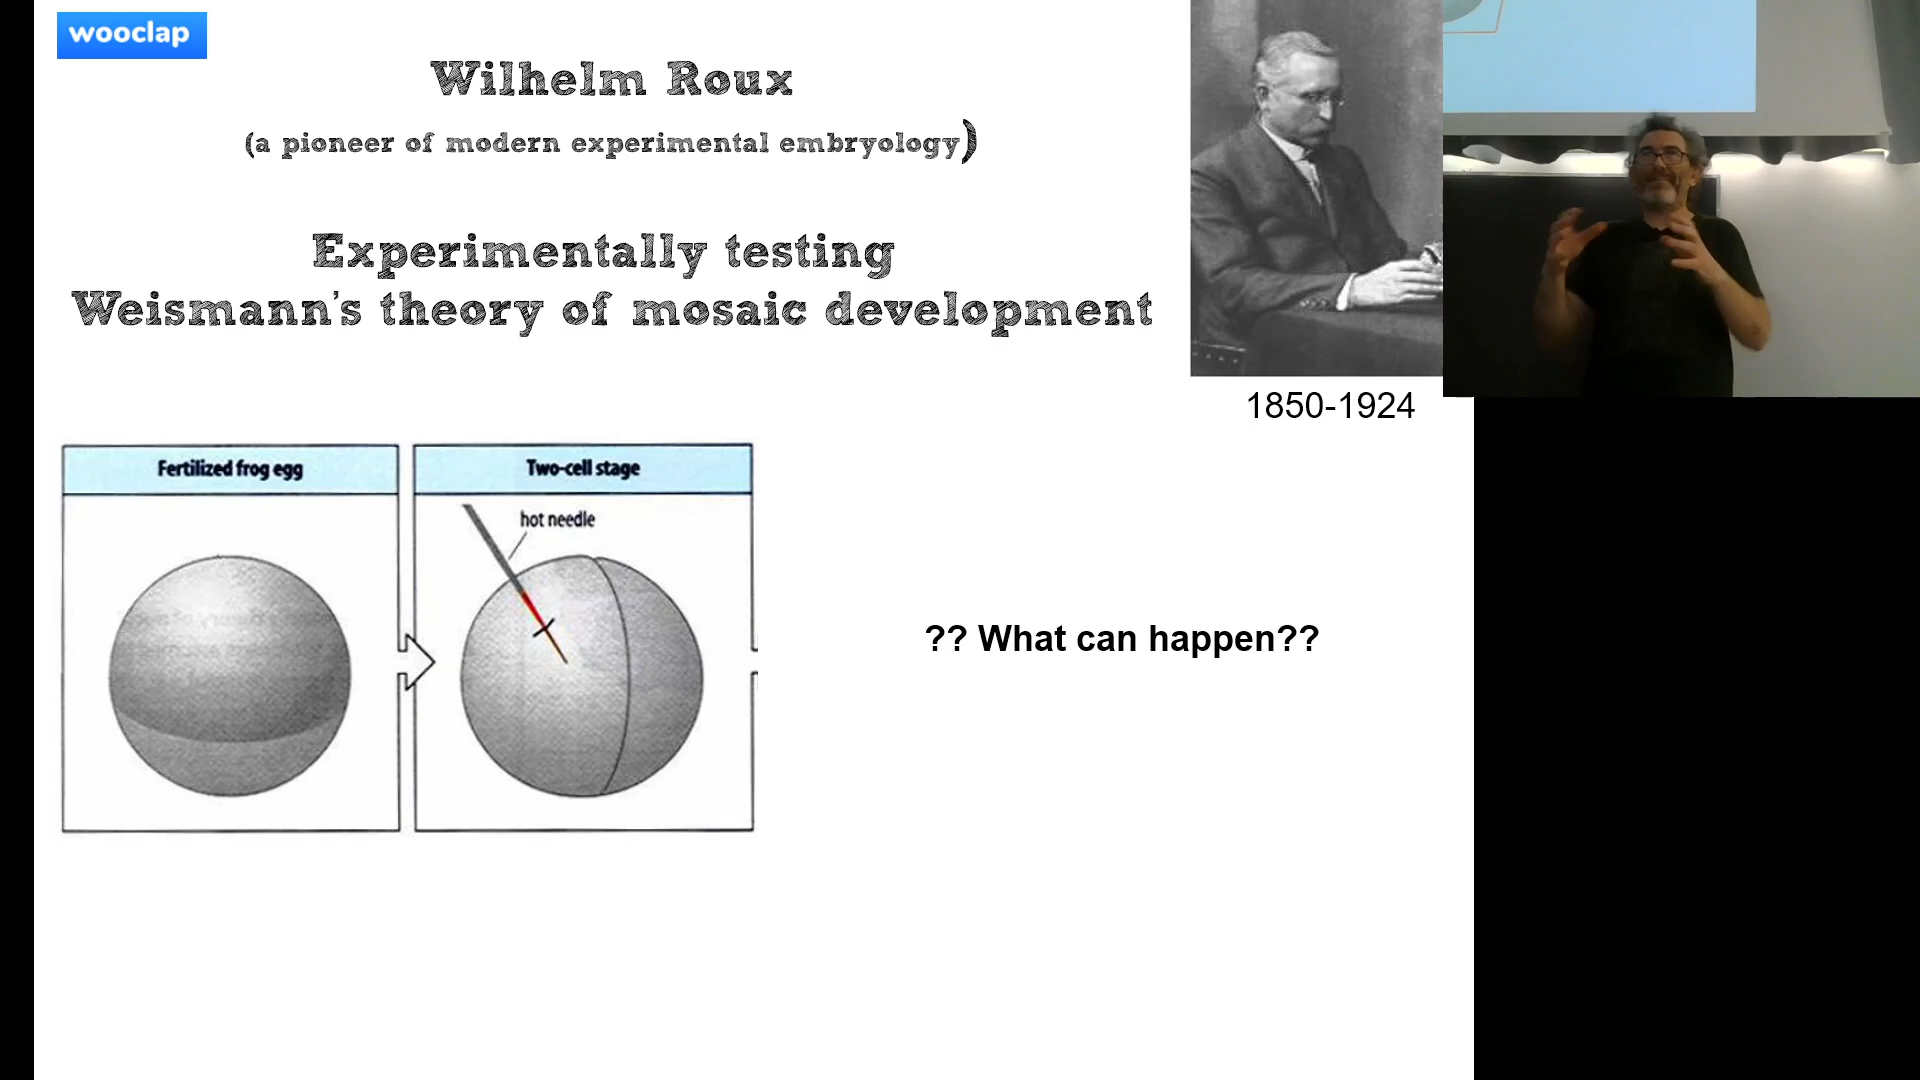 wooclap
Wilhelm Roux
(a pioneer of modern experimental embryology)
Experimentally testing
Weismann's theory of mosaic development
1850-1924
Fertilized frog egg
Two-cell stage
hot needle
?? What can happen??